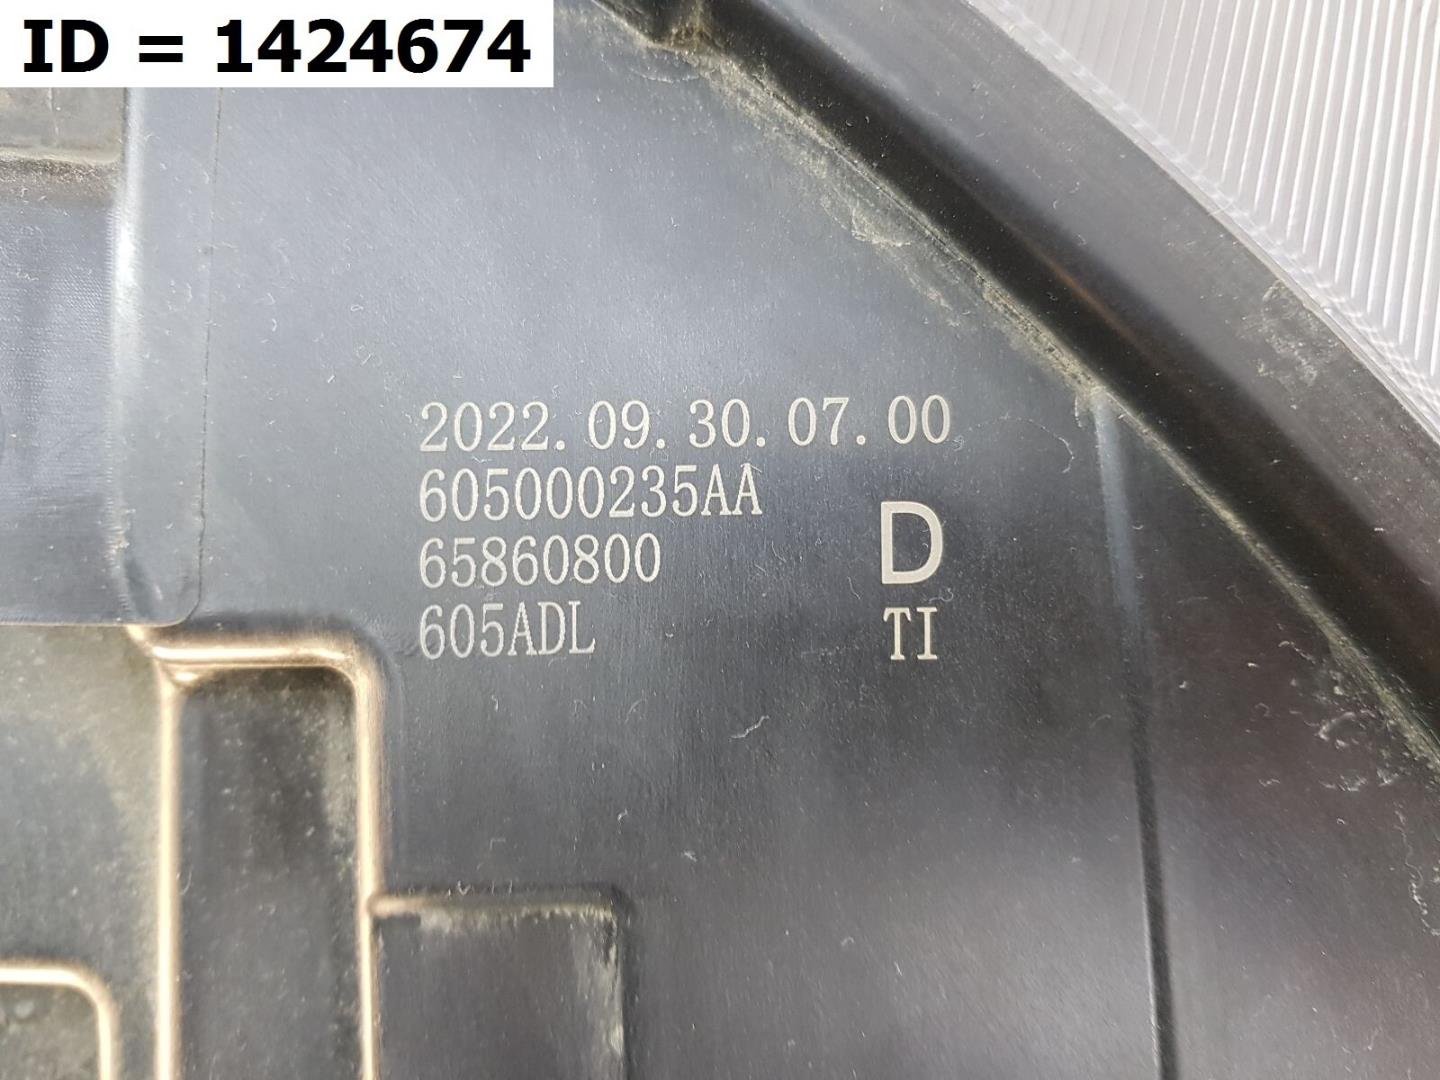 ID = 1424674
2022.09.30.07.00
605000235AA
65860800
605ADL
D
TI